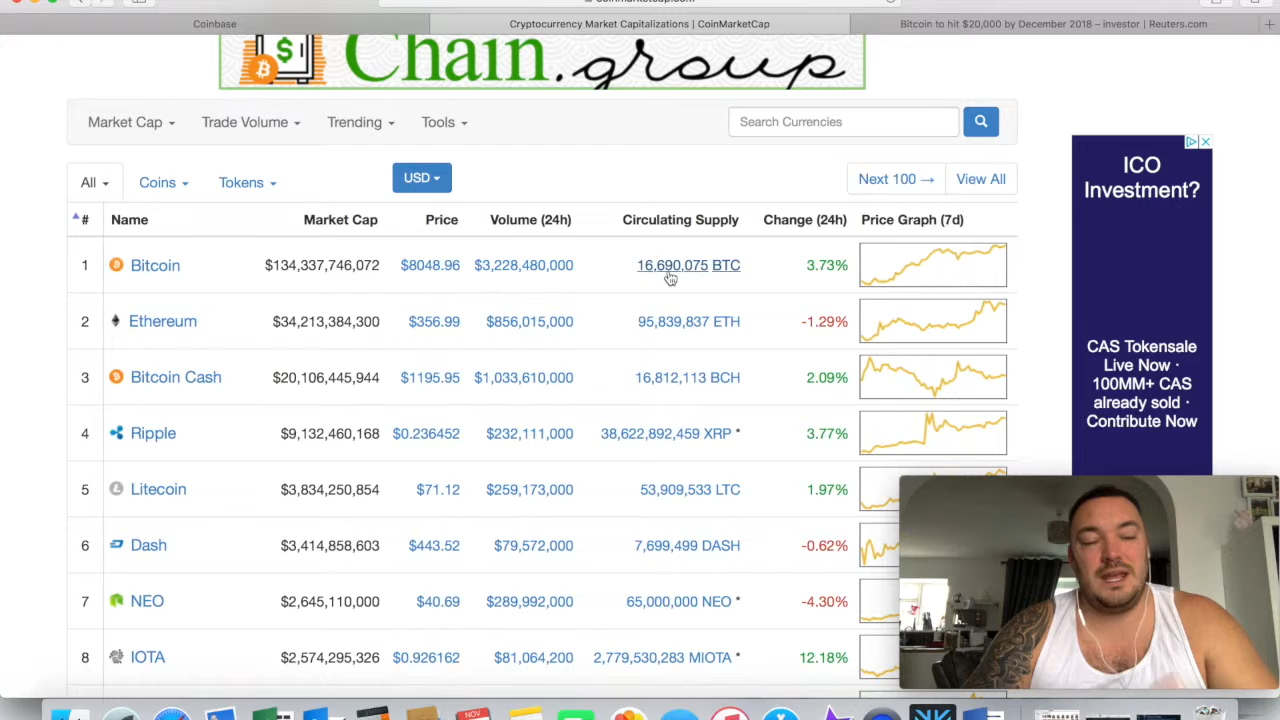 coinmarketcap.com
Coinbase
Cryptocurrency Market Capitalizations | CoinMarketCap
Bitcoin to hit $20,000 by December 2018 – investor | Reuters.com
Chain.group
Market Cap
Trade Volume
Trending
Tools
Search Currencies
All
Coins
Tokens
USD
Next 100 →
View All
# Name Market Cap Price Volume (24h) Circulating Supply Change (24h) Price Graph (7d)
1 Bitcoin $134,337,746,072 $8048.96 $3,228,480,000 16,690,075 BTC 3.73%
2 Ethereum $34,213,384,300 $356.99 $856,015,000 95,839,837 ETH -1.29%
3 Bitcoin Cash $20,106,445,944 $1195.95 $1,033,610,000 16,812,113 BCH 2.09%
4 Ripple $9,132,460,168 $0.236452 $232,111,000 38,622,892,459 XRP * 3.77%
5 Litecoin $3,834,250,854 $71.12 $259,173,000 53,909,533 LTC 1.97%
6 Dash $3,414,858,603 $443.52 $79,572,000 7,699,499 DASH -0.62%
7 NEO $2,645,110,000 $40.69 $289,992,000 65,000,000 NEO * -4.30%
8 IOTA $2,574,295,326 $0.926162 $81,064,200 2,779,530,283 MIOTA * 12.18%
ICO
Investment?
CAS Tokensale
Live Now ·
100MM+ CAS
already sold ·
Contribute Now
NOV